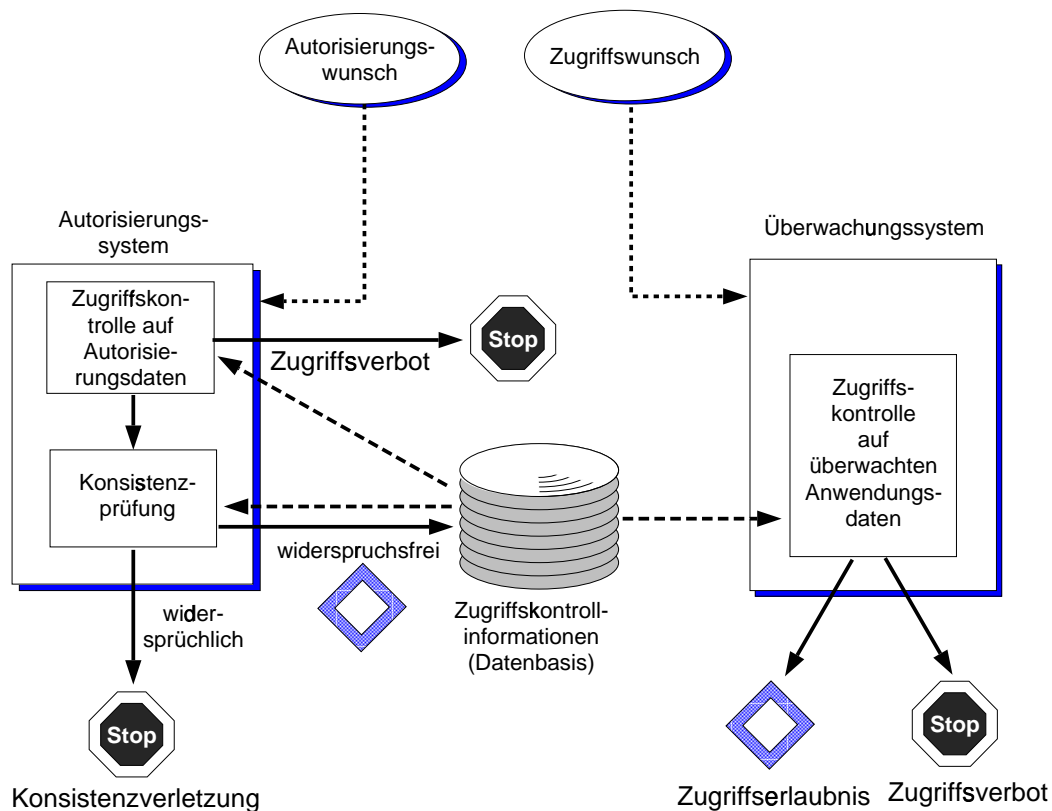 Autorisierungs-
wunsch
Zugriffswunsch
Autorisierungs-
system
Überwachungssystem
Zugriffskon-
trolle auf
Autorisie-
rungsdaten
Zugriffsverbot
Stop
Zugriffs-
kontrolle
auf
überwachten
Anwendungs-
daten
Konsistenz-
prüfung
widerspruchsfrei
Zugriffskontroll-
informationen
(Datenbasis)
wider-
sprüchlich
Stop
Konsistenzverletzung
Zugriffserlaubnis
Stop
Zugriffsverbot